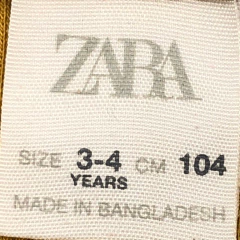 ZARA
SIZE 3-4 CM 104
YEARS
MADE IN BANGLADESH